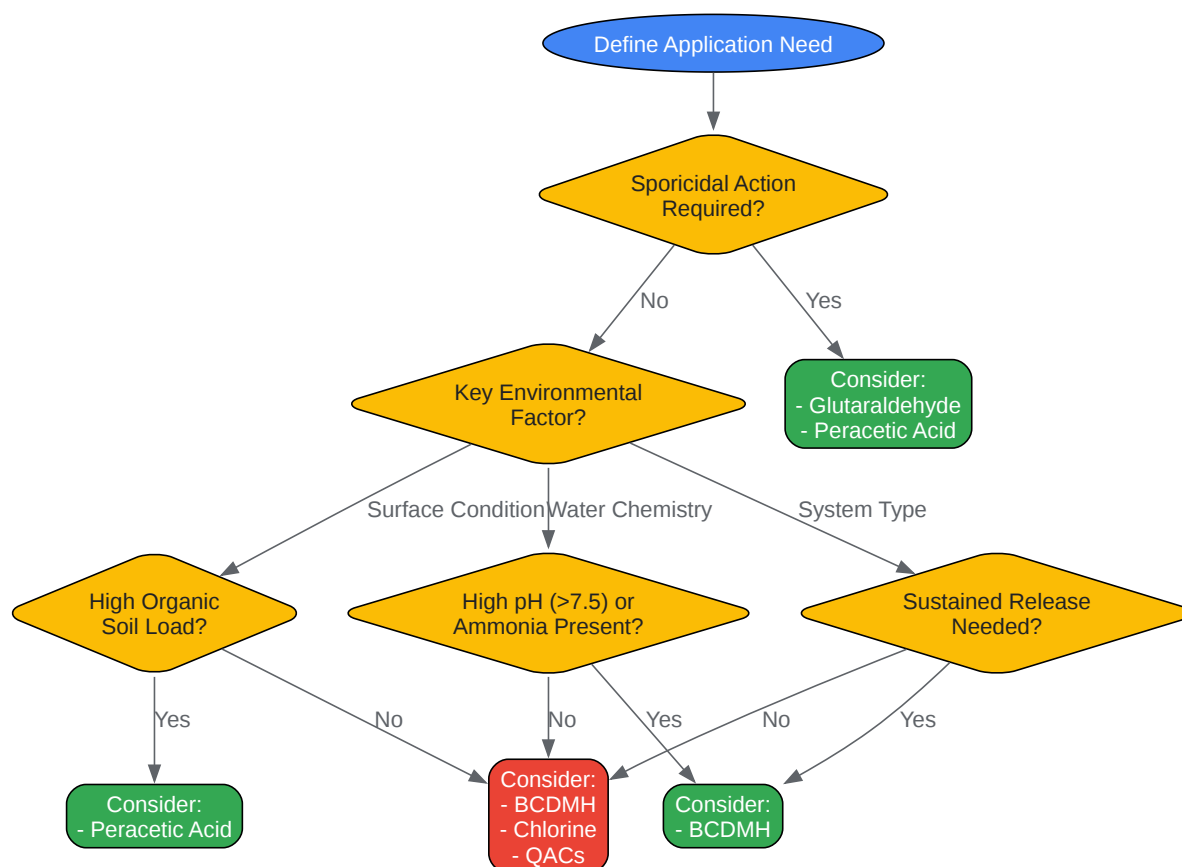 Define Application Need
Sporicidal Action
Required?
No
Yes
Key Environmental
Factor?
Consider:
- Glutaraldehyde
- Peracetic Acid
Surface Condition
Water Chemistry
System Type
High Organic
Soil Load?
High pH (>7.5) or
Ammonia Present?
Sustained Release
Needed?
Yes
No
No
Yes
No
Yes
Consider:
- Peracetic Acid
Consider:
- BCDMH
- Chlorine
- QACs
Consider:
- BCDMH